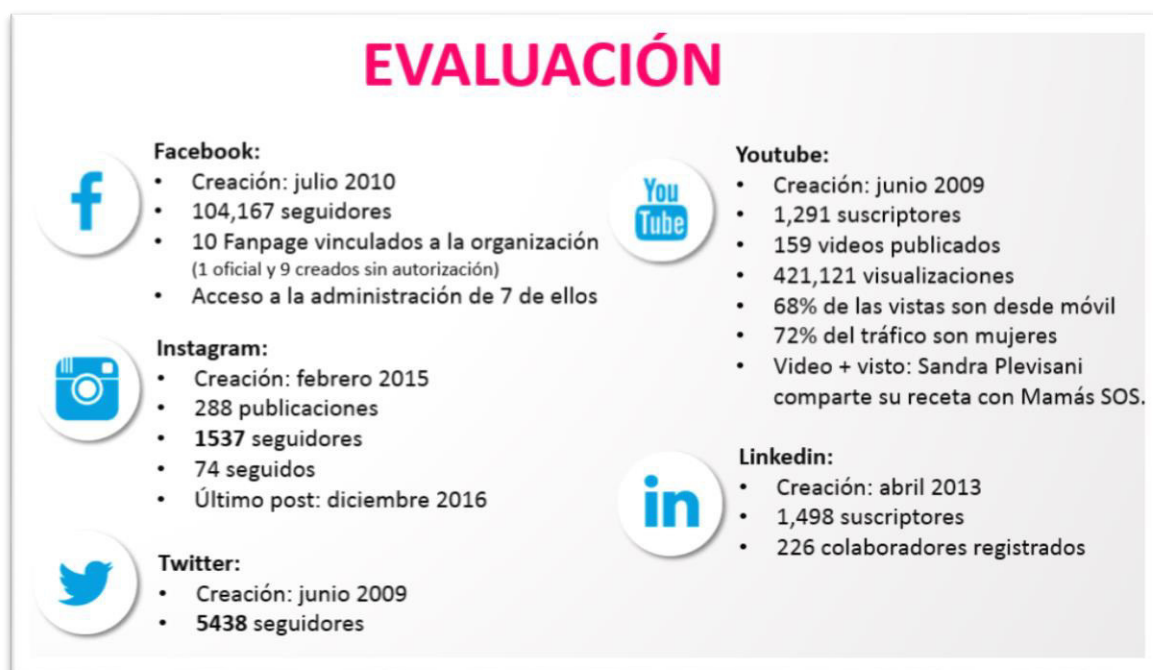 EVALUACIÓN
Facebook:
• Creación: julio 2010
• 104,167 seguidores
• 10 Fanpage vinculados a la organización
(1 oficial y 9 creados sin autorización)
• Acceso a la administración de 7 de ellos
Instagram:
• Creación: febrero 2015
• 288 publicaciones
• 1537 seguidores
• 74 seguidos
• Último post: diciembre 2016
Twitter:
• Creación: junio 2009
• 5438 seguidores
You
Tube
Youtube:
• Creación: junio 2009
• 1,291 suscriptores
• 159 videos publicados
• 421,121 visualizaciones
• 68% de las vistas son desde móvil
• 72% del tráfico son mujeres
• Video + visto: Sandra Plevisani
comparte su receta con Mamás SOS.
in
Linkedin:
• Creación: abril 2013
• 1,498 suscriptores
• 226 colaboradores registrados